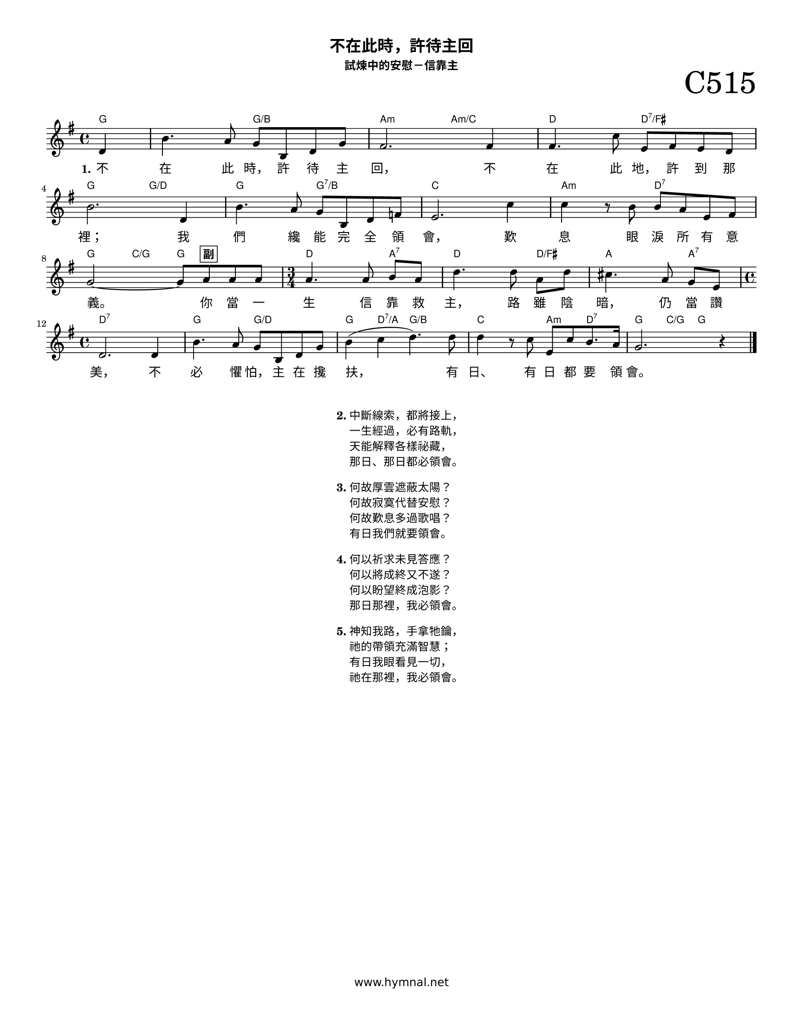 不在此時，許待主回
試煉中的安慰－信靠主
C515
G G/B Am Am/C D D7/F#
1. 不 在 此 時， 許 待 主 回， 不 在 此 地， 許 到 那
4 G G/D G G7/B C Am D7
裡； 我 們 纔 能 完 全 領 會， 歎 息 眼 淚 所 有 意
8 G C/G G 副 D A7 D D/F# A A7
義。 你 當 一 生 信 靠 救 主， 路 雖 陰 暗， 仍 當 讚
12 D7 G G/D G D7/A G/B C Am D7 G C/G G
美， 不 必 懼 怕， 主 在 攙 扶， 有 日、 有 日 都 要 領 會。
2. 中斷線索，都將接上，
一生經過，必有路軌，
天能解釋各樣祕藏，
那日、那日都必領會。
3. 何故厚雲遮蔽太陽？
何故寂寞代替安慰？
何故歎息多過歌唱？
有日我們就要領會。
4. 何以祈求未見答應？
何以將成終又不遂？
何以盼望終成泡影？
那日那裡，我必領會。
5. 神知我路，手拿牠鑰，
祂的帶領充滿智慧；
有日我眼看見一切，
祂在那裡，我必領會。
www.hymnal.net